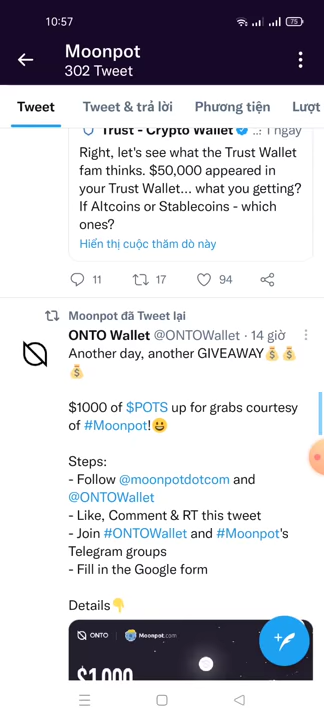 10:57
75
Moonpot
302 Tweet
Tweet
Tweet & trả lời
Phương tiện
Lượt
Trust - Crypto Wallet
..: 1 ngày
Right, let's see what the Trust Wallet
fam thinks. $50,000 appeared in
your Trust Wallet... what you getting?
If Altcoins or Stablecoins - which
ones?
Hiển thị cuộc thăm dò này
11
17
94
Moonpot đã Tweet lại
ONTO Wallet @ONTOWallet · 14 giờ
Another day, another GIVEAWAY💰💰
💰
$1000 of $POTS up for grabs courtesy
of #Moonpot!😃
Steps:
- Follow @moonpotdotcom and
@ONTOWallet
- Like, Comment & RT this tweet
- Join #ONTOWallet and #Moonpot's
Telegram groups
- Fill in the Google form
Details👇
ONTO
Moonpot.com
$1,000